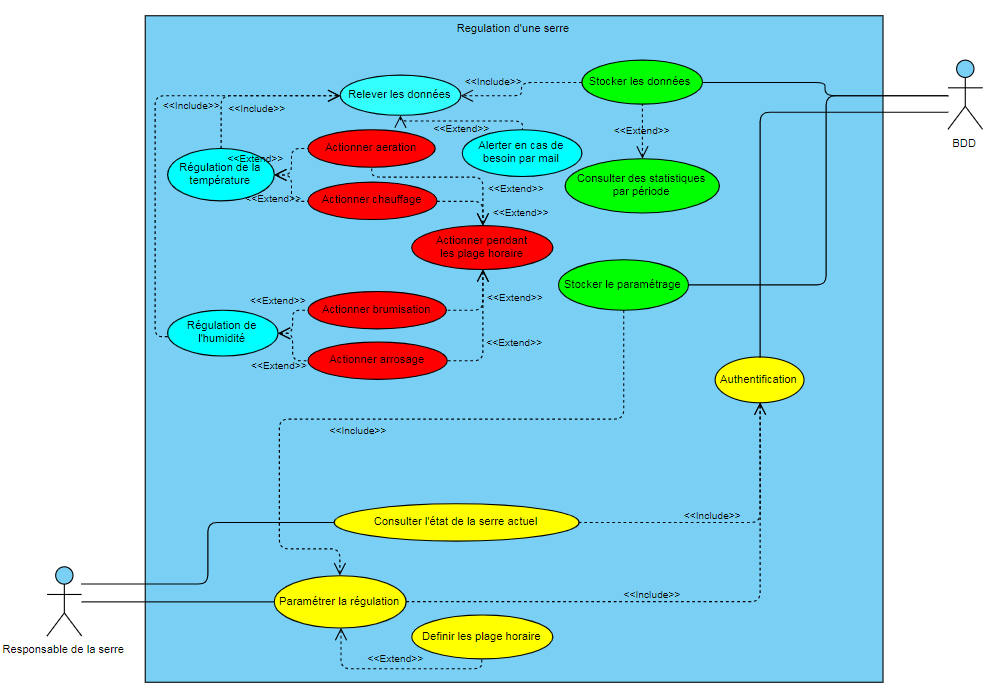 Regulation d'une serre
<<Include>>
Stocker les données
Relever les données
<<Include>>
<<Include>>
<<Extend>>
<<Extend>>
BDD
Actionner aeration
Alerter en cas de
besoin par mail
<<Extend>>
Régulation de la
température
Consulter des statistiques
par période
<<Extend>>
<<Extend>>
Actionner chauffage
<<Extend>>
Actionner pendant
les plage horaire
Stocker le paramétrage
<<Extend>>
<<Extend>>
Actionner brumisation
Régulation de
l'humidité
<<Extend>>
Actionner arrosage
<<Extend>>
Authentification
<<Include>>
<<Include>>
Consulter l'état de la serre actuel
<<Include>>
Paramétrer la régulation
Definir les plage horaire
Responsable de la serre
<<Extend>>